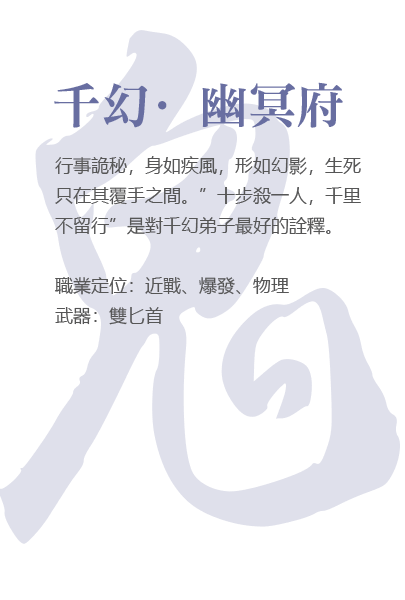 鬼
千幻·幽冥府
行事詭秘，身如疾風，形如幻影，生死
只在其覆手之間。”十步殺一人，千里
不留行”是對千幻弟子最好的詮釋。
職業定位：近戰、爆發、物理
武器：雙匕首